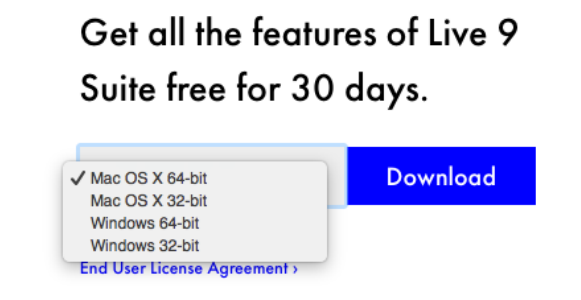 Get all the features of Live 9
Suite free for 30 days.
✓ Mac OS X 64-bit
Mac OS X 32-bit
Windows 64-bit
Windows 32-bit
Download
End User License Agreement ›